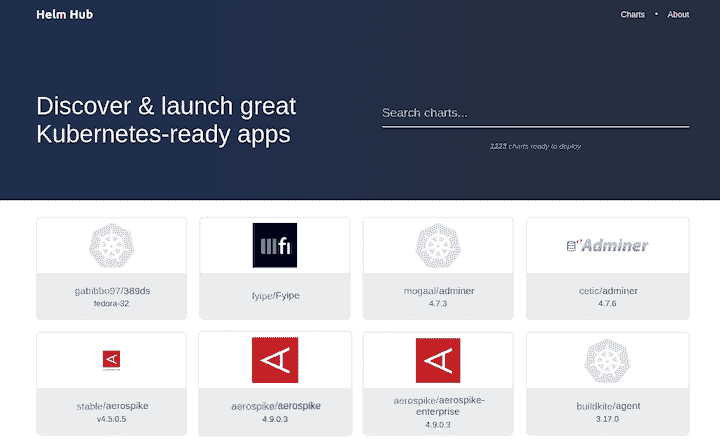 Helm Hub
Charts • About
Discover & launch great
Kubernetes-ready apps
Search charts...
1223 charts ready to deploy
fi
Adminer
gabibbo97/389ds
fedora-32
fyipe/Fyipe
mogaal/adminer
4.7.3
cetic/adminer
4.7.6
stable/aerospike
v4.5.0.5
aerospike/aerospike
4.9.0.3
aerospike/aerospike-
enterprise
4.9.0.3
buildkite/agent
3.17.0